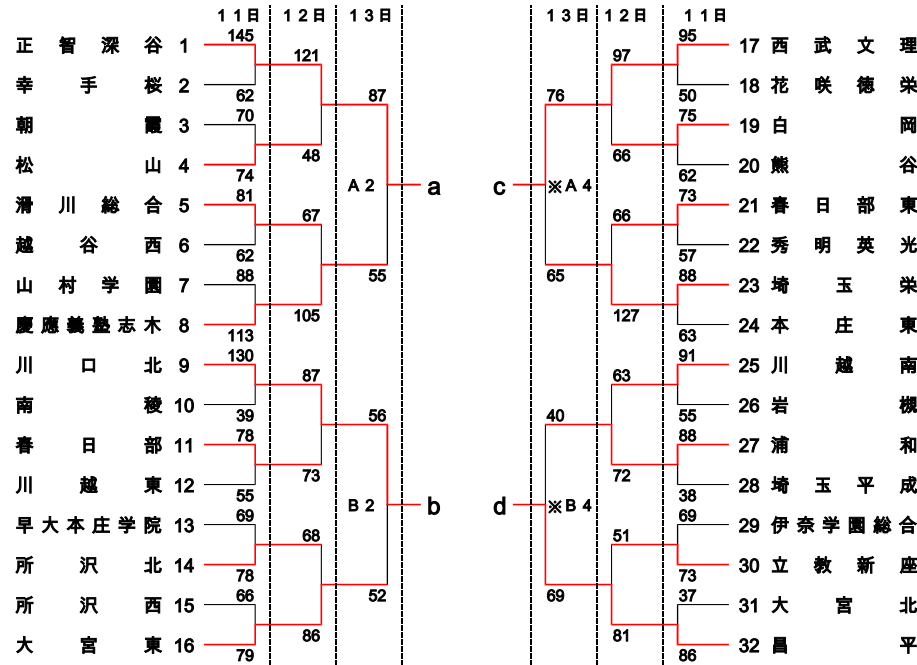 １１日 １２日 １３日 １３日 １２日 １１日
145 95
正智深谷 1 17 西武文理
121 97
幸手桜 2 18 花咲徳栄
62 87 76 50
70 75
朝霞 3 19 白岡
48 66
松山 4 20 熊谷
74 62
Ａ２ a c ※Ａ４
81 73
滑川総合 5 21 春日部東
67 66
越谷西 6 22 秀明英光
62 57
88 55 65 88
山村学園 7 23 埼玉栄
105 127
慶應義塾志木 8 24 本庄東
113 63
130 91
川口北 9 25 川越南
87 63
南稜 10 26 岩槻
39 56 40 55
78 88
春日部 11 27 浦和
73 72
川越東 12 28 埼玉平成
55 38
Ｂ２ b d ※Ｂ４
69 69
早大本庄学院 13 29 伊奈学園総合
68 51
所沢北 14 30 立教新座
78 73
66 52 69 37
所沢西 15 31 大宮北
86 81
大宮東 16 32 昌平
79 86